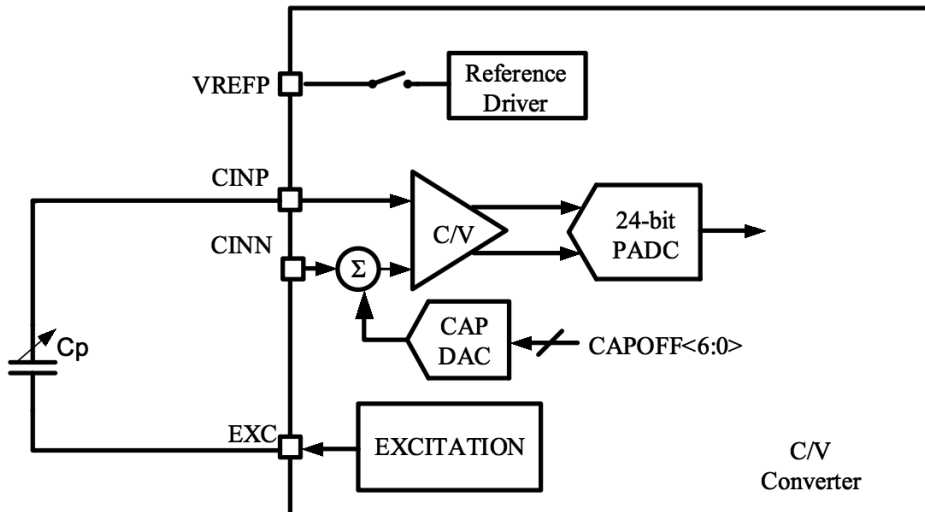 VREFP
Reference
Driver
CINP
CINN
C/V
24-bit
PADC
Σ
Cp
CAP
DAC
CAPOFF<6:0>
EXC
EXCITATION
C/V
Converter